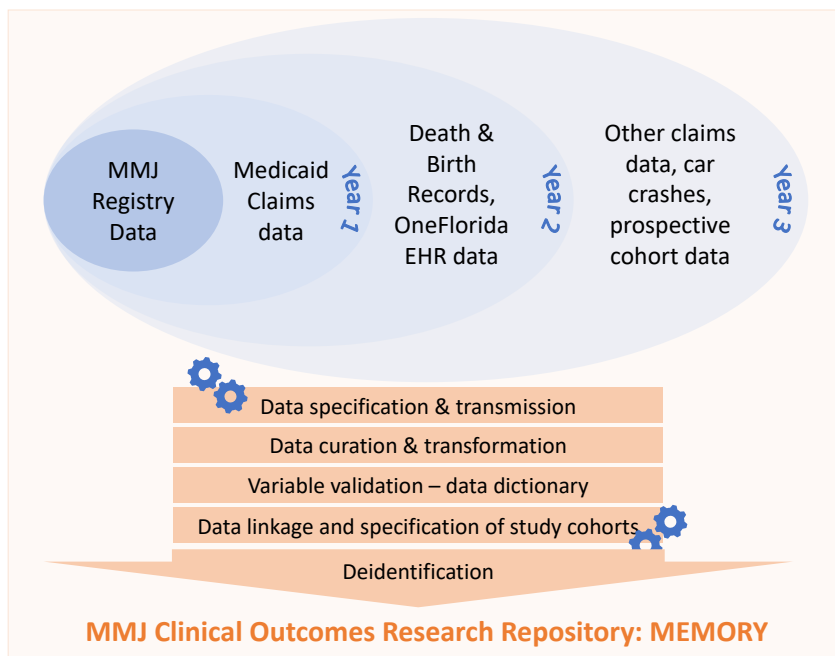 MMJ
Registry
Data
Medicaid
Claims
data
Year 1
Death &
Birth
Records,
OneFlorida
EHR data
Year 2
Other claims
data, car
crashes,
prospective
cohort data
Year 3
Data specification & transmission
Data curation & transformation
Variable validation – data dictionary
Data linkage and specification of study cohorts
Deidentification
MMJ Clinical Outcomes Research Repository: MEMORY